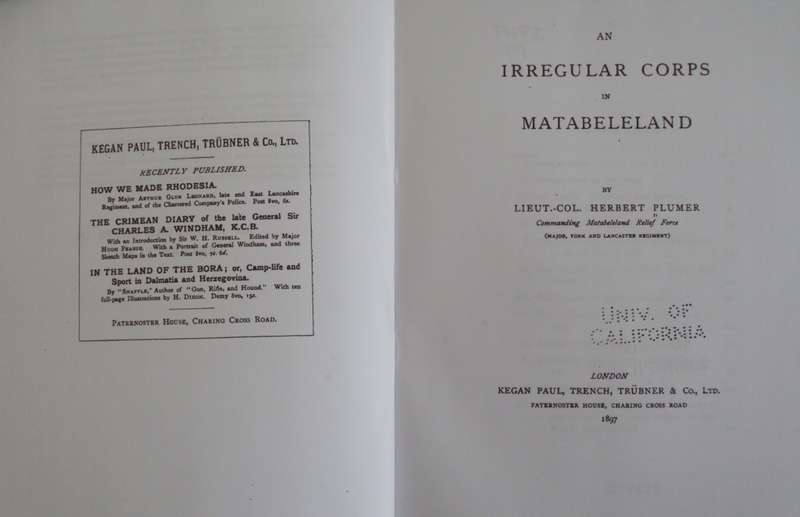 KEGAN PAUL, TRENCH, TRÜBNER & Co., LTD.
RECENTLY PUBLISHED.
HOW WE MADE RHODESIA.
By Major ARTHUR GLYN LEONARD, late 2nd East Lancashire
Regiment, and of the Chartered Company's Police. Post 8vo, 6s.
THE CRIMEAN DIARY of the late General Sir
CHARLES A. WINDHAM, K.C.B.
With an Introduction by Sir W. H. RUSSELL. Edited by Major
HUGH PEARSE. With a Portrait of General Windham, and three
Sketch Maps in the Text. Post 8vo, 7s. 6d.
IN THE LAND OF THE BORA; or, Camp-life and
Sport in Dalmatia and Herzegovina.
By "SNAFFLE," Author of "Gun, Rifle, and Hound." With ten
full-page Illustrations by H. DIXON. Demy 8vo, 15s.
PATERNOSTER HOUSE, CHARING CROSS ROAD.
AN
IRREGULAR CORPS
IN
MATABELELAND
BY
LIEUT.-COL. HERBERT PLUMER
Commanding Matabeleland Relief Force
(MAJOR, YORK AND LANCASTER REGIMENT)
UNIV. OF
CALIFORNIA
LONDON
KEGAN PAUL, TRENCH, TRÜBNER & Co., LTD.
PATERNOSTER HOUSE, CHARING CROSS ROAD
1897